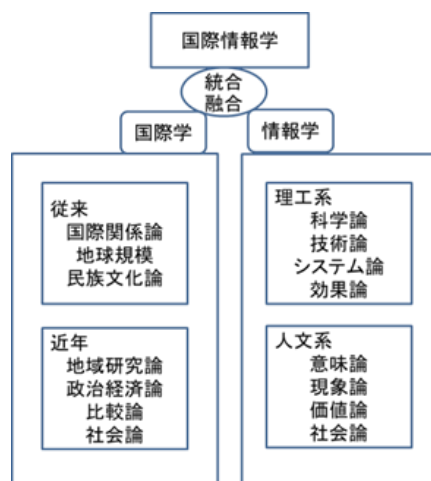 国際情報学
統合
融合
国際学
情報学
従来
国際関係論
地球規模
民族文化論
近年
地域研究論
政治経済論
比較論
社会論
理工系
科学論
技術論
システム論
効果論
人文系
意味論
現象論
価値論
社会論